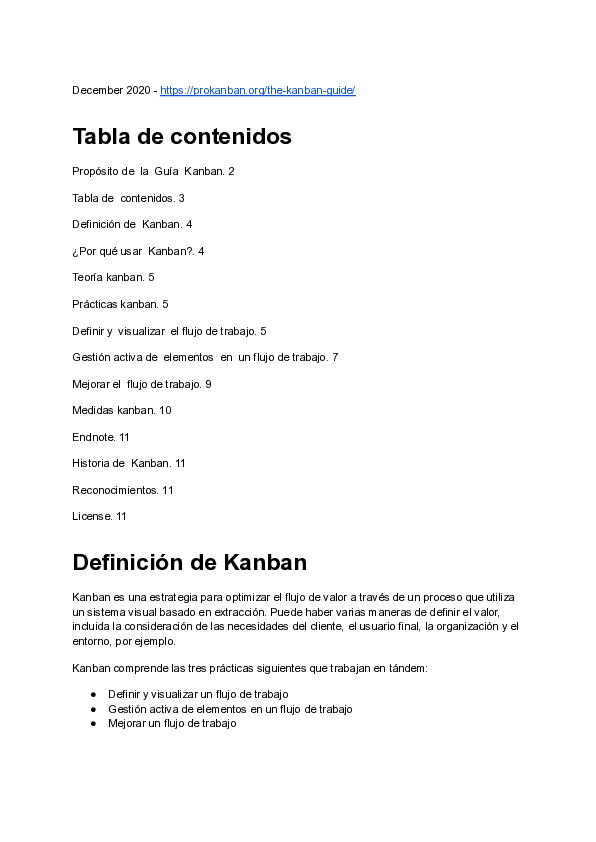 December 2020 - https://prokanban.org/the-kanban-guide/
Tabla de contenidos
Propósito de la Guía Kanban. 2
Tabla de contenidos. 3
Definición de Kanban. 4
¿Por qué usar Kanban?. 4
Teoría kanban. 5
Prácticas kanban. 5
Definir y visualizar el flujo de trabajo. 5
Gestión activa de elementos en un flujo de trabajo. 7
Mejorar el flujo de trabajo. 9
Medidas kanban. 10
Endnote. 11
Historia de Kanban. 11
Reconocimientos. 11
License. 11
Definición de Kanban
Kanban es una estrategia para optimizar el flujo de valor a través de un proceso que utiliza
un sistema visual basado en extracción. Puede haber varias maneras de definir el valor,
incluida la consideración de las necesidades del cliente, el usuario final, la organización y el
entorno, por ejemplo.
Kanban comprende las tres prácticas siguientes que trabajan en tándem:
● Definir y visualizar un flujo de trabajo
● Gestión activa de elementos en un flujo de trabajo
● Mejorar un flujo de trabajo